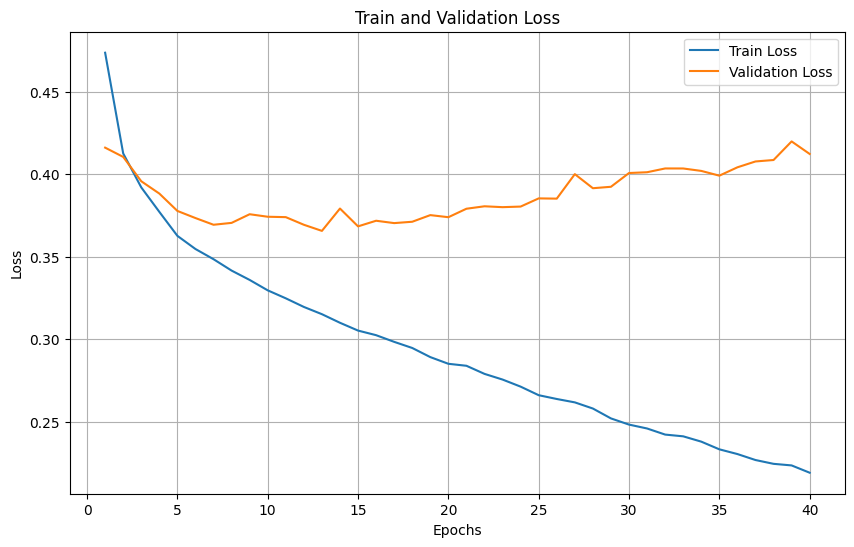 Train and Validation Loss
Train Loss
Validation Loss
0.45
0.40
0.35
0.30
0.25
Loss
0 5 10 15 20 25 30 35 40
Epochs